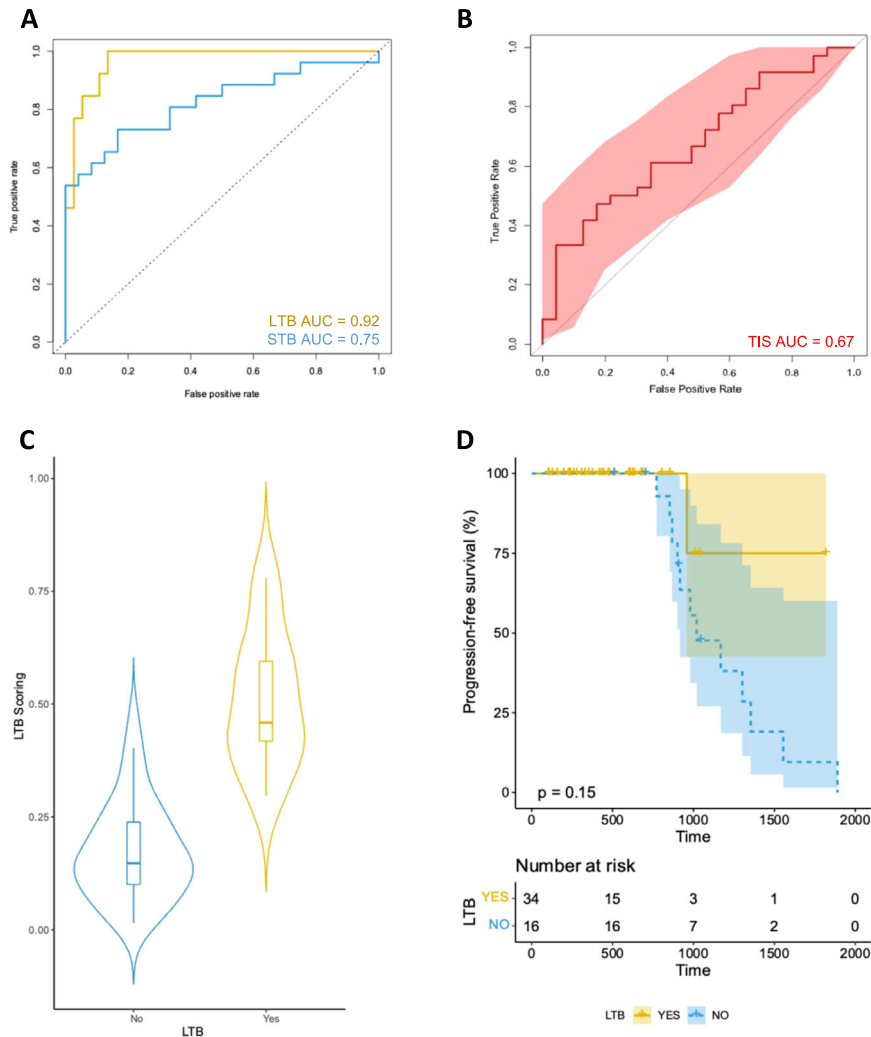 A
True positive rate
1.0
0.8
0.6
0.4
0.2
0.0
LTB AUC = 0.92
STB AUC = 0.75
0.0 0.2 0.4 0.6 0.8 1.0
False positive rate
B
True Positive Rate
1.0
0.8
0.6
0.4
0.2
0.0
TIS AUC = 0.67
0.0 0.2 0.4 0.6 0.8 1.0
False Positive Rate
C
LTB Scoring
1.00
0.75
0.50
0.25
0.00
No Yes
LTB
D
Progression-free survival (%)
100
75
50
25
0
p = 0.15
0 500 1000 1500 2000
Time
Number at risk
LTB
YES 34 15 3 1 0
NO 16 16 7 2 0
0 500 1000 1500 2000
Time
LTB YES NO